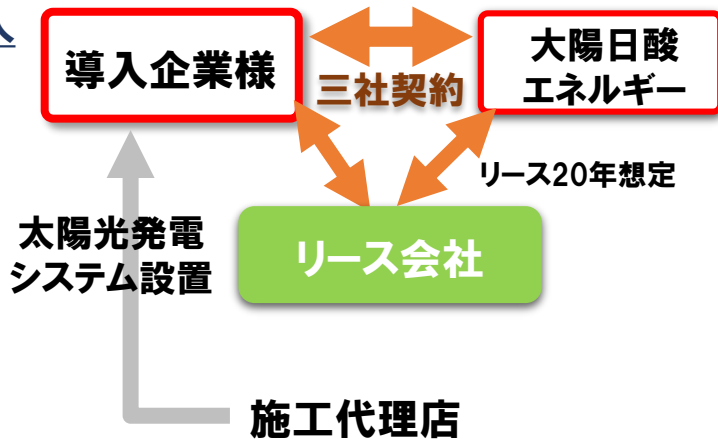 導入企業様
大陽日酸
エネルギー
三社契約
リース20年想定
太陽光発電
システム設置
リース会社
施工代理店